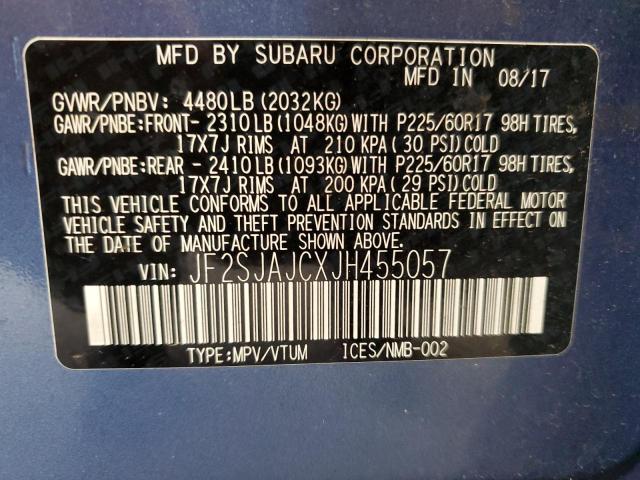 MFD BY SUBARU CORPORATION
MFD IN 08/17
GVWR/PNBV: 4480LB(2032KG)
GAWR/PNBE:FRONT- 2310LB(1048KG)WITH P225/60R17 98H TIRES,
17X7J RIMS AT 210 KPA(30 PSI)COLD
GAWR/PNBE:REAR - 2410LB(1093KG)WITH P225/60R17 98H TIRES,
17X7J RIMS AT 200 KPA(29 PSI)COLD
THIS VEHICLE CONFORMS TO ALL APPLICABLE FEDERAL MOTOR
VEHICLE SAFETY AND THEFT PREVENTION STANDARDS IN EFFECT ON
THE DATE OF MANUFACTURE SHOWN ABOVE.
VIN: JF2SJAJCXJH455057
TYPE:MPV/VTUM ICES/NMB-002